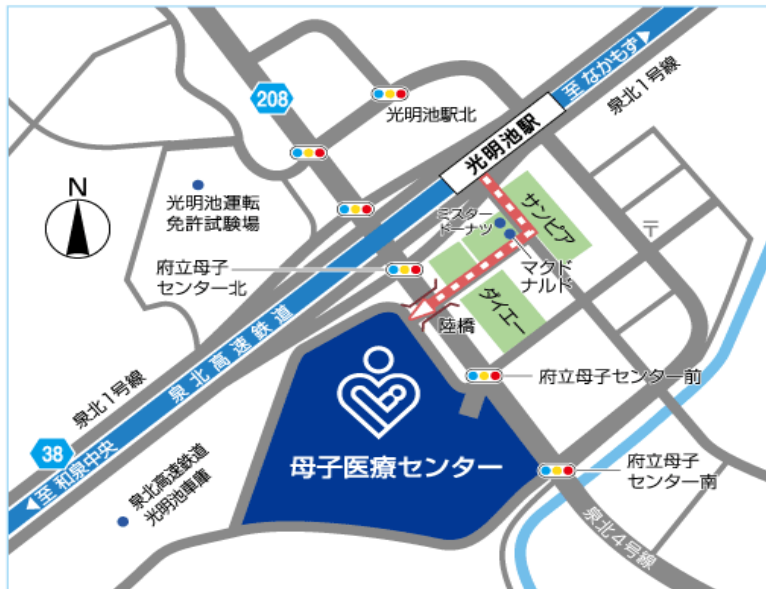 至 なかもず
泉北1号線
208
光明池駅北
光明池駅
N
光明池運転
免許試験場
ミスター
ドーナツ
サンピア
〒
マクド
ナルド
府立母子
センター北
ダイエー
陸橋
泉北高速鉄道
府立母子センター前
泉北1号線
母子医療センター
38
至 和泉中央
泉北高速鉄道
光明池車庫
府立母子
センター南
泉北4号線